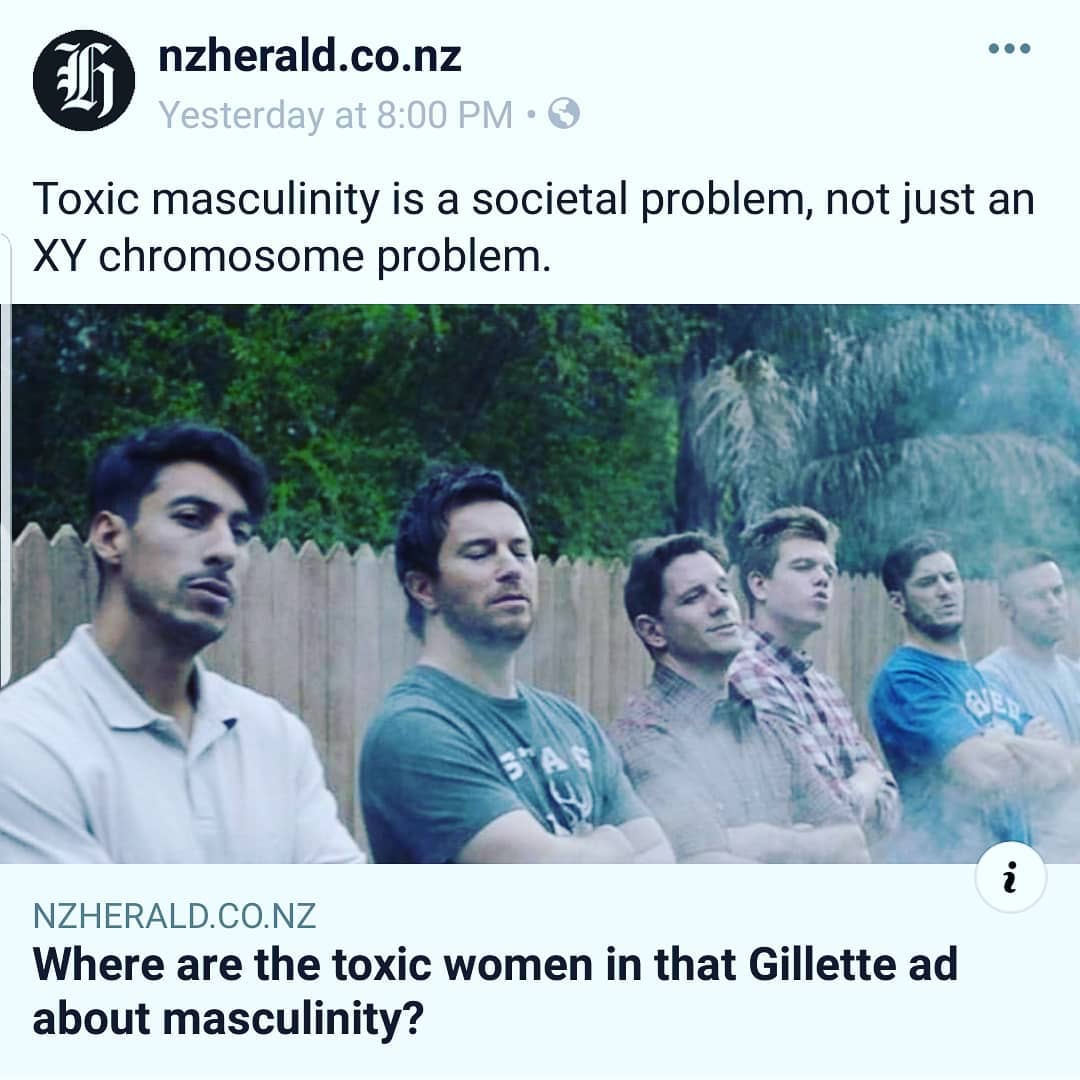 nzherald.co.nz
Yesterday at 8:00 PM •
Toxic masculinity is a societal problem, not just an
XY chromosome problem.
NZHERALD.CO.NZ
Where are the toxic women in that Gillette ad
about masculinity?